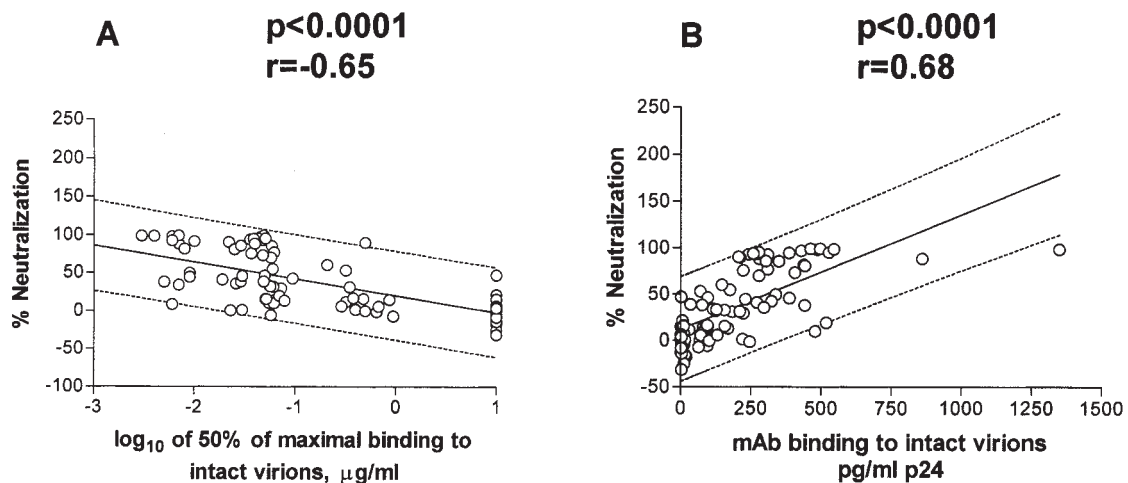 A
p<0.0001
r=-0.65
% Neutralization
250
200
150
100
50
0
-50
-100
-3
-2
-1
0
1
log10 of 50% of maximal binding to
intact virions, μg/ml
B
p<0.0001
r=0.68
% Neutralization
250
200
150
100
50
0
-50
0
250
500
750
1000
1250
1500
mAb binding to intact virions
pg/ml p24